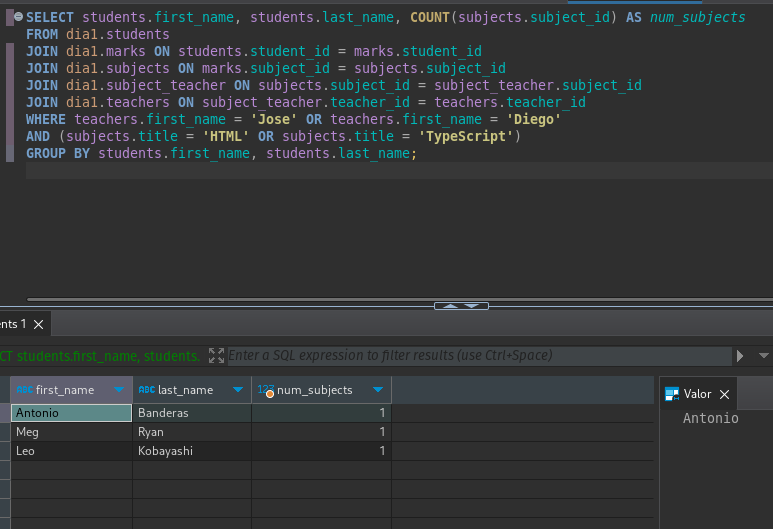 SELECT students.first_name, students.last_name, COUNT(subjects.subject_id) AS num_subjects
FROM dia1.students
JOIN dia1.marks ON students.student_id = marks.student_id
JOIN dia1.subjects ON marks.subject_id = subjects.subject_id
JOIN dia1.subject_teacher ON subjects.subject_id = subject_teacher.subject_id
JOIN dia1.teachers ON subject_teacher.teacher_id = teachers.teacher_id
WHERE teachers.first_name = 'Jose' OR teachers.first_name = 'Diego'
AND (subjects.title = 'HTML' OR subjects.title = 'TypeScript')
GROUP BY students.first_name, students.last_name;
ents 1
CT students.first_name, students. Enter a SQL expression to filter results (use Ctrl+Space)
ABC first_name ABC last_name 123 num_subjects Valor
Antonio Banderas 1 Antonio
Meg Ryan 1
Leo Kobayashi 1